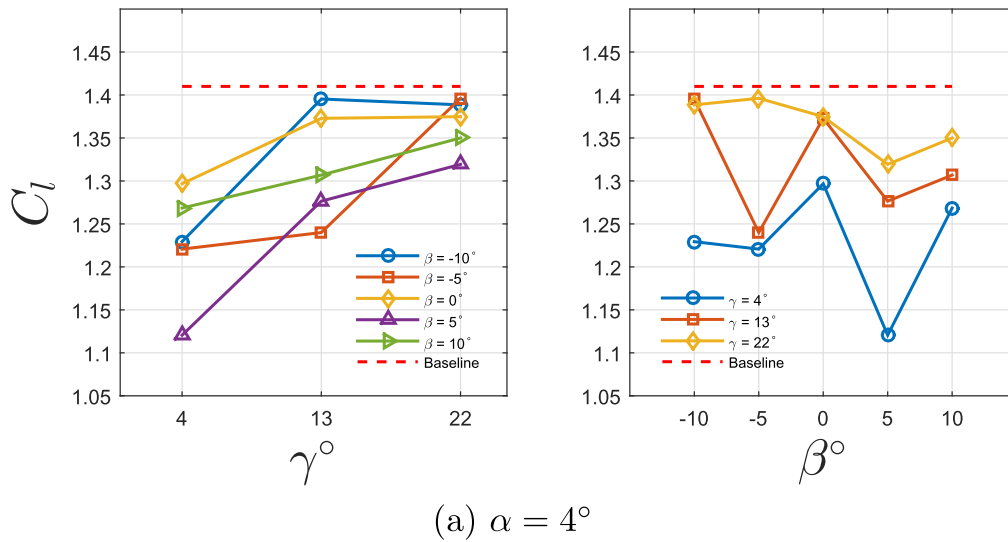 C_l
1.45
1.4
1.35
1.3
1.25
1.2
1.15
1.1
1.05
4 13 22
γ°
β = -10°
β = -5°
β = 0°
β = 5°
β = 10°
Baseline
1.45
1.4
1.35
1.3
1.25
1.2
1.15
1.1
1.05
-10 -5 0 5 10
β°
γ = 4°
γ = 13°
γ = 22°
Baseline
(a) α = 4°